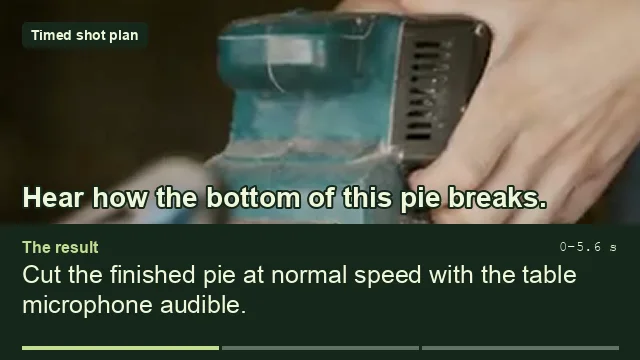 Timed shot plan
Hear how the bottom of this pie breaks.
The result
0–5.6 s
Cut the finished pie at normal speed with the table
microphone audible.